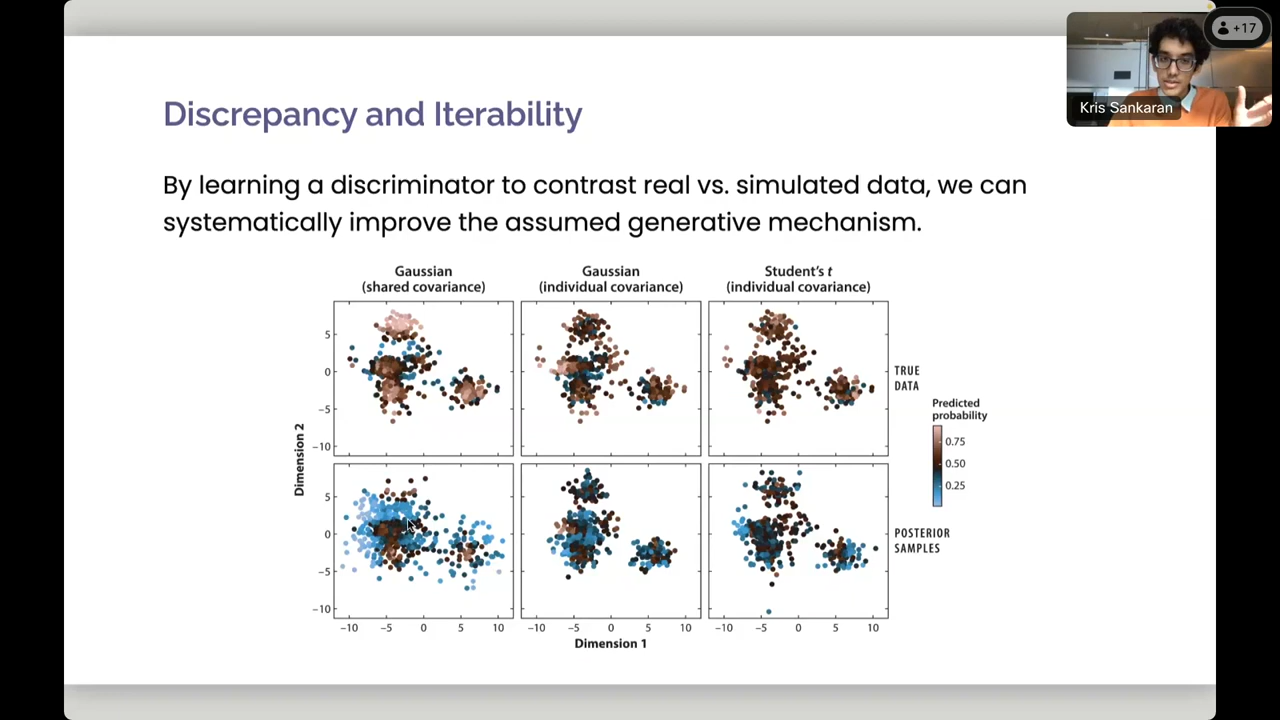 +17
Kris Sankaran
Discrepancy and Iterability
By learning a discriminator to contrast real vs. simulated data, we can
systematically improve the assumed generative mechanism.
Gaussian
(shared covariance)
Gaussian
(individual covariance)
Student's t
(individual covariance)
5
0
−5
−10
TRUE
DATA
Predicted
probability
0.75
0.50
0.25
Dimension 2
5
0
−5
−10
POSTERIOR
SAMPLES
−10 −5 0 5 10
−10 −5 0 5 10
−10 −5 0 5 10
Dimension 1